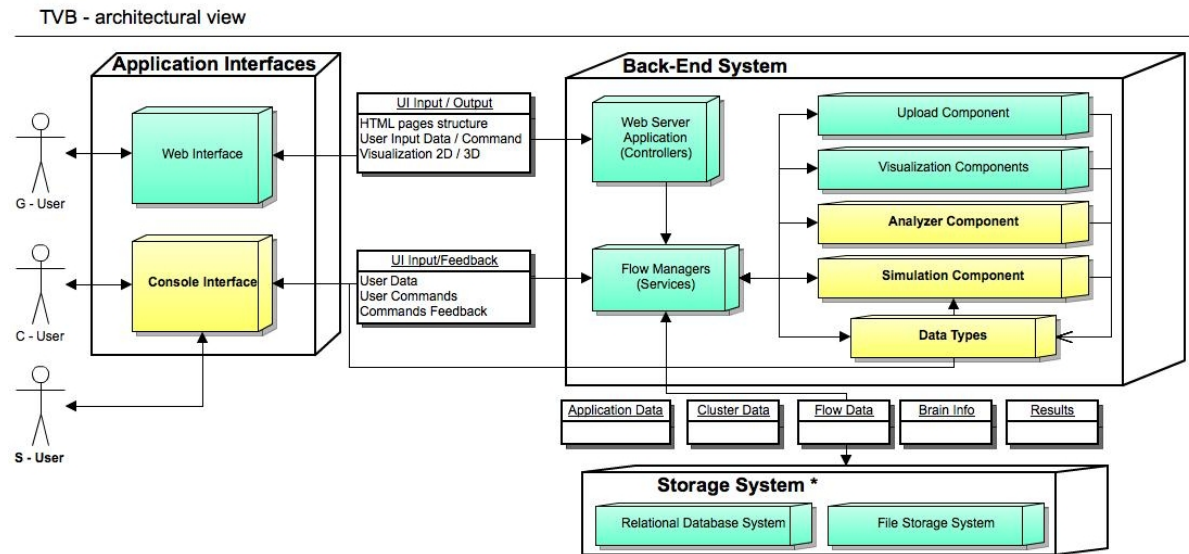 TVB - architectural view
Application Interfaces
Web Interface
Console Interface
G - User
C - User
S - User
UI Input / Output
HTML pages structure
User Input Data / Command
Visualization 2D / 3D
UI Input/Feedback
User Data
User Commands
Commands Feedback
Back-End System
Web Server
Application
(Controllers)
Flow Managers
(Services)
Upload Component
Visualization Components
Analyzer Component
Simulation Component
Data Types
Application Data
Cluster Data
Flow Data
Brain Info
Results
Storage System *
Relational Database System
File Storage System